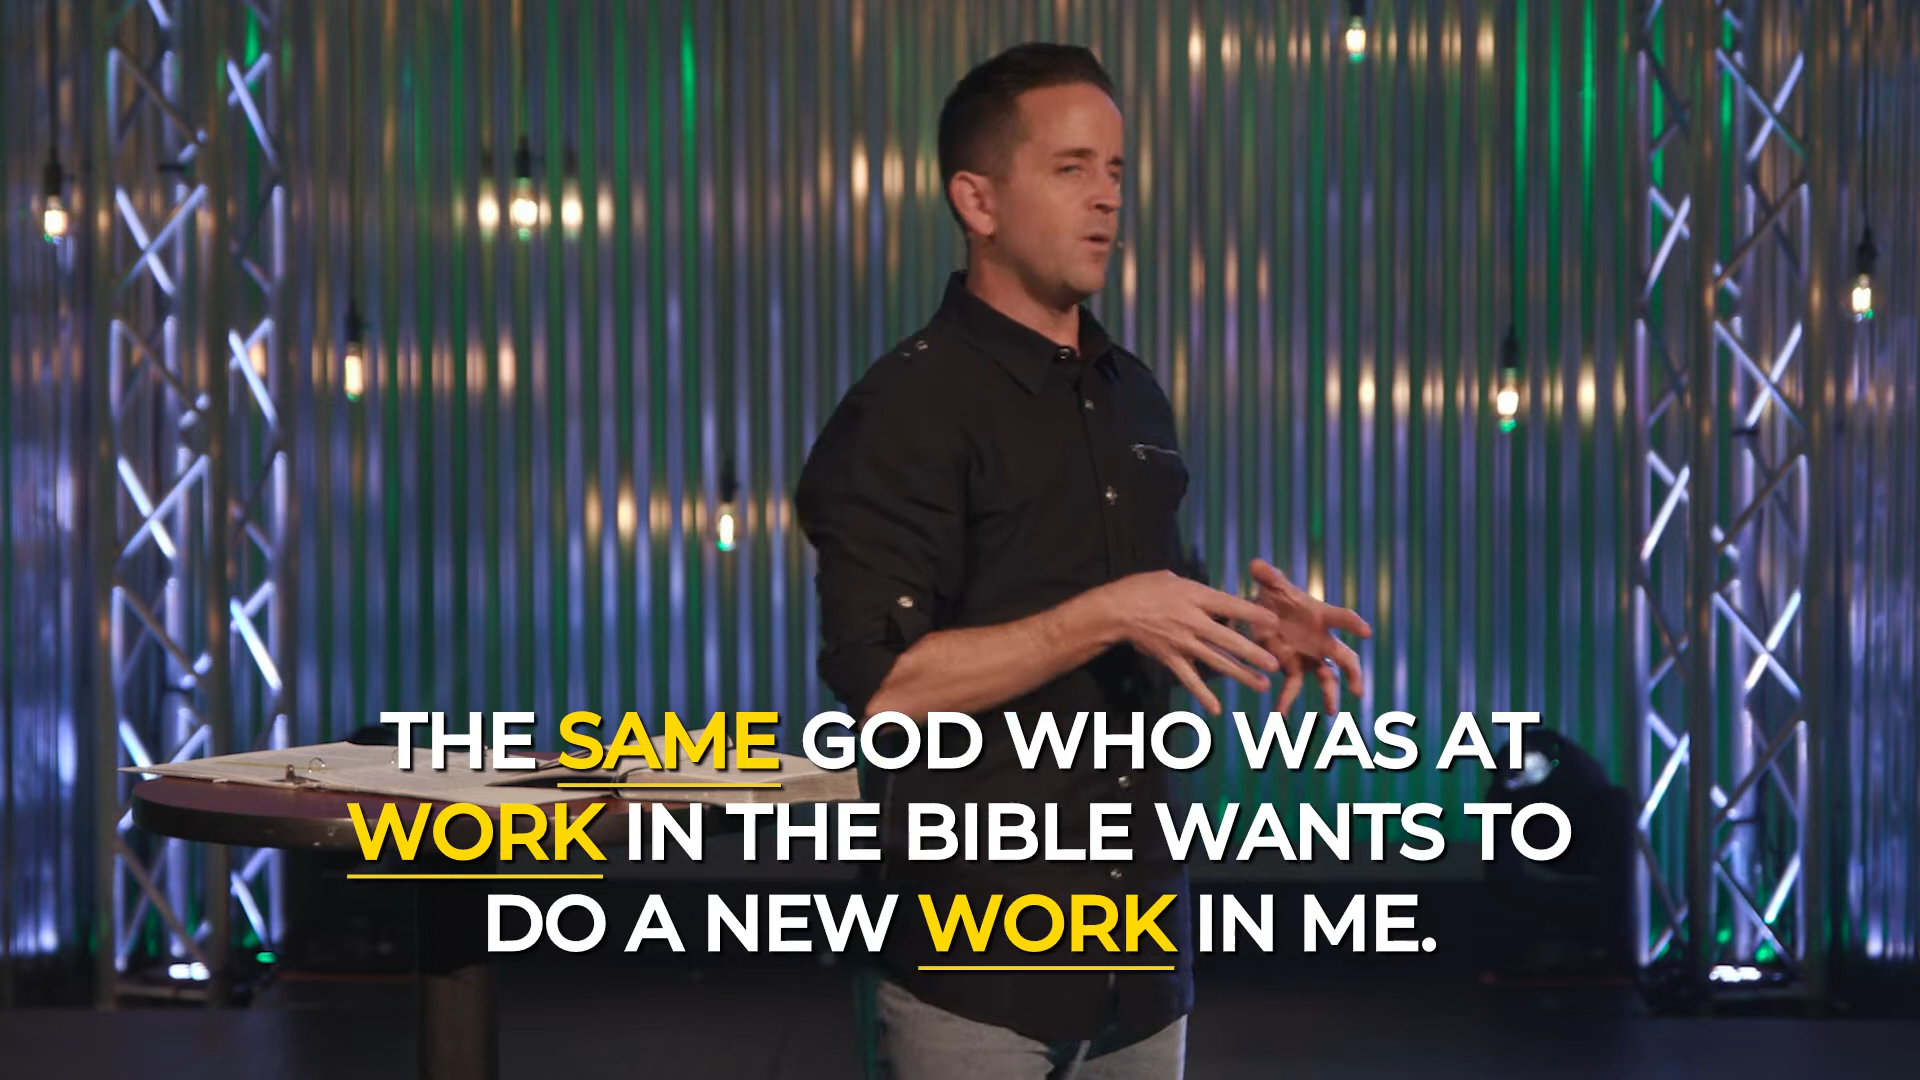 THE SAME GOD WHO WAS AT
WORK IN THE BIBLE WANTS TO
DO A NEW WORK IN ME.